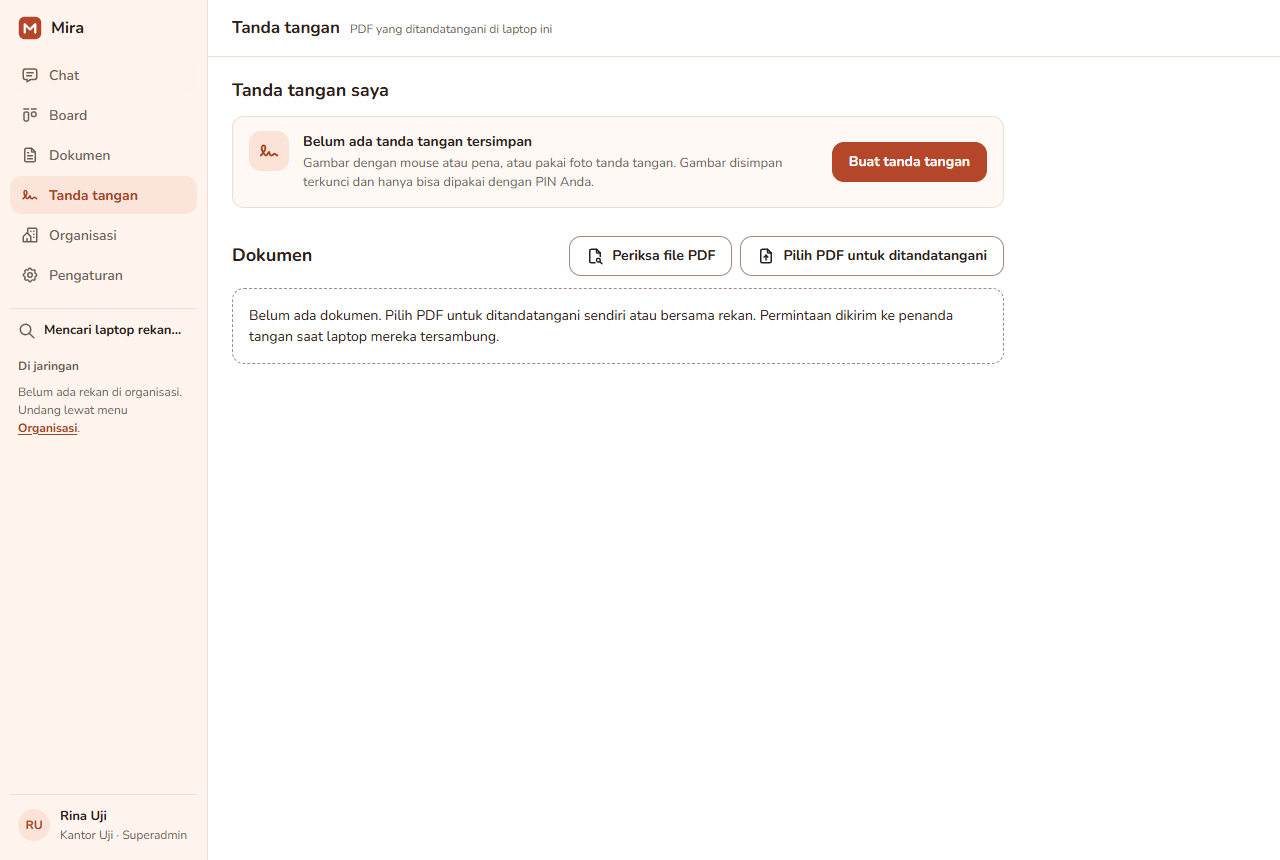 Mira
Chat
Board
Dokumen
Tanda tangan
Organisasi
Pengaturan
Mencari laptop rekan...
Di jaringan
Belum ada rekan di organisasi.
Undang lewat menu
Organisasi.
RU
Rina Uji
Kantor Uji · Superadmin
Tanda tangan
PDF yang ditandatangani di laptop ini
Tanda tangan saya
Belum ada tanda tangan tersimpan
Gambar dengan mouse atau pena, atau pakai foto tanda tangan. Gambar disimpan
terkunci dan hanya bisa dipakai dengan PIN Anda.
Buat tanda tangan
Dokumen
Periksa file PDF
Pilih PDF untuk ditandatangani
Belum ada dokumen. Pilih PDF untuk ditandatangani sendiri atau bersama rekan. Permintaan dikirim ke penanda
tangan saat laptop mereka tersambung.